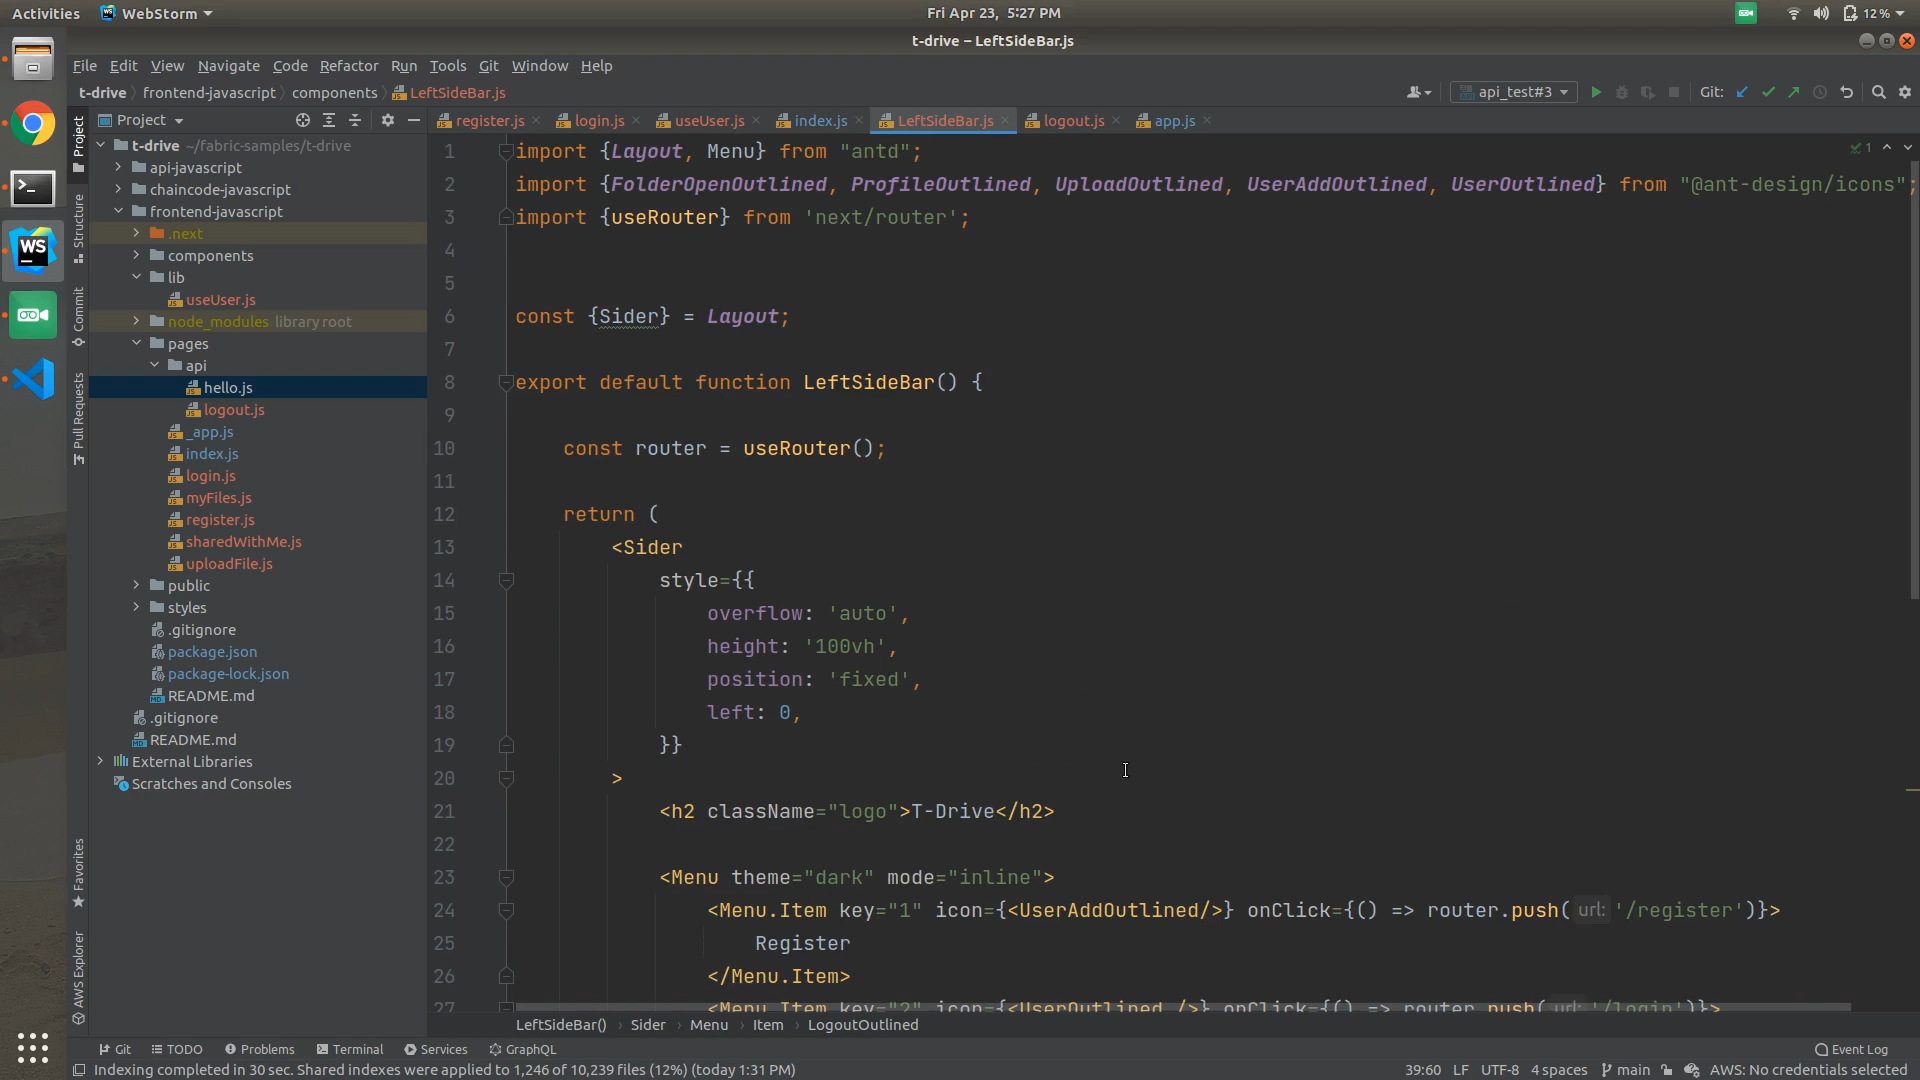 Activities
WebStorm
Fri Apr 23, 5:27 PM
12 %
t-drive – LeftSideBar.js
File Edit View Navigate Code Refactor Run Tools Git Window Help
t-drive frontend-javascript components LeftSideBar.js
api_test#3
Git:
Project
register.js login.js useUser.js index.js LeftSideBar.js logout.js app.js
Project
Structure
Commit
Pull Requests
Favorites
AWS Explorer
t-drive ~/fabric-samples/t-drive
api-javascript
chaincode-javascript
frontend-javascript
.next
components
lib
useUser.js
node_modules library root
pages
api
hello.js
logout.js
_app.js
index.js
login.js
myFiles.js
register.js
sharedWithMe.js
uploadFile.js
public
styles
.gitignore
package.json
package-lock.json
README.md
.gitignore
README.md
External Libraries
Scratches and Consoles
WS
1
1 import {Layout, Menu} from "antd";
2 import {FolderOpenOutlined, ProfileOutlined, UploadOutlined, UserAddOutlined, UserOutlined} from "@ant-design/icons";
3 import {useRouter} from 'next/router';
4
5
6 const {Sider} = Layout;
7
8 export default function LeftSideBar() {
9
10 const router = useRouter();
11
12 return (
13 <Sider
14 style={{
15 overflow: 'auto',
16 height: '100vh',
17 position: 'fixed',
18 left: 0,
19 }}
20 >
21 <h2 className="logo">T-Drive</h2>
22
23 <Menu theme="dark" mode="inline">
24 <Menu.Item key="1" icon={<UserAddOutlined/>} onClick={() => router.push( url: '/register')}>
25 Register
26 </Menu.Item>
27 <Menu.Item key="2" icon={<UserOutlined />} onClick={() => router.push( url: '/login')}>
LeftSideBar() Sider Menu Item LogoutOutlined
Git TODO Problems Terminal Services GraphQL
Event Log
Indexing completed in 30 sec. Shared indexes were applied to 1,246 of 10,239 files (12%) (today 1:31 PM)
39:60 LF UTF-8 4 spaces main AWS: No credentials selected